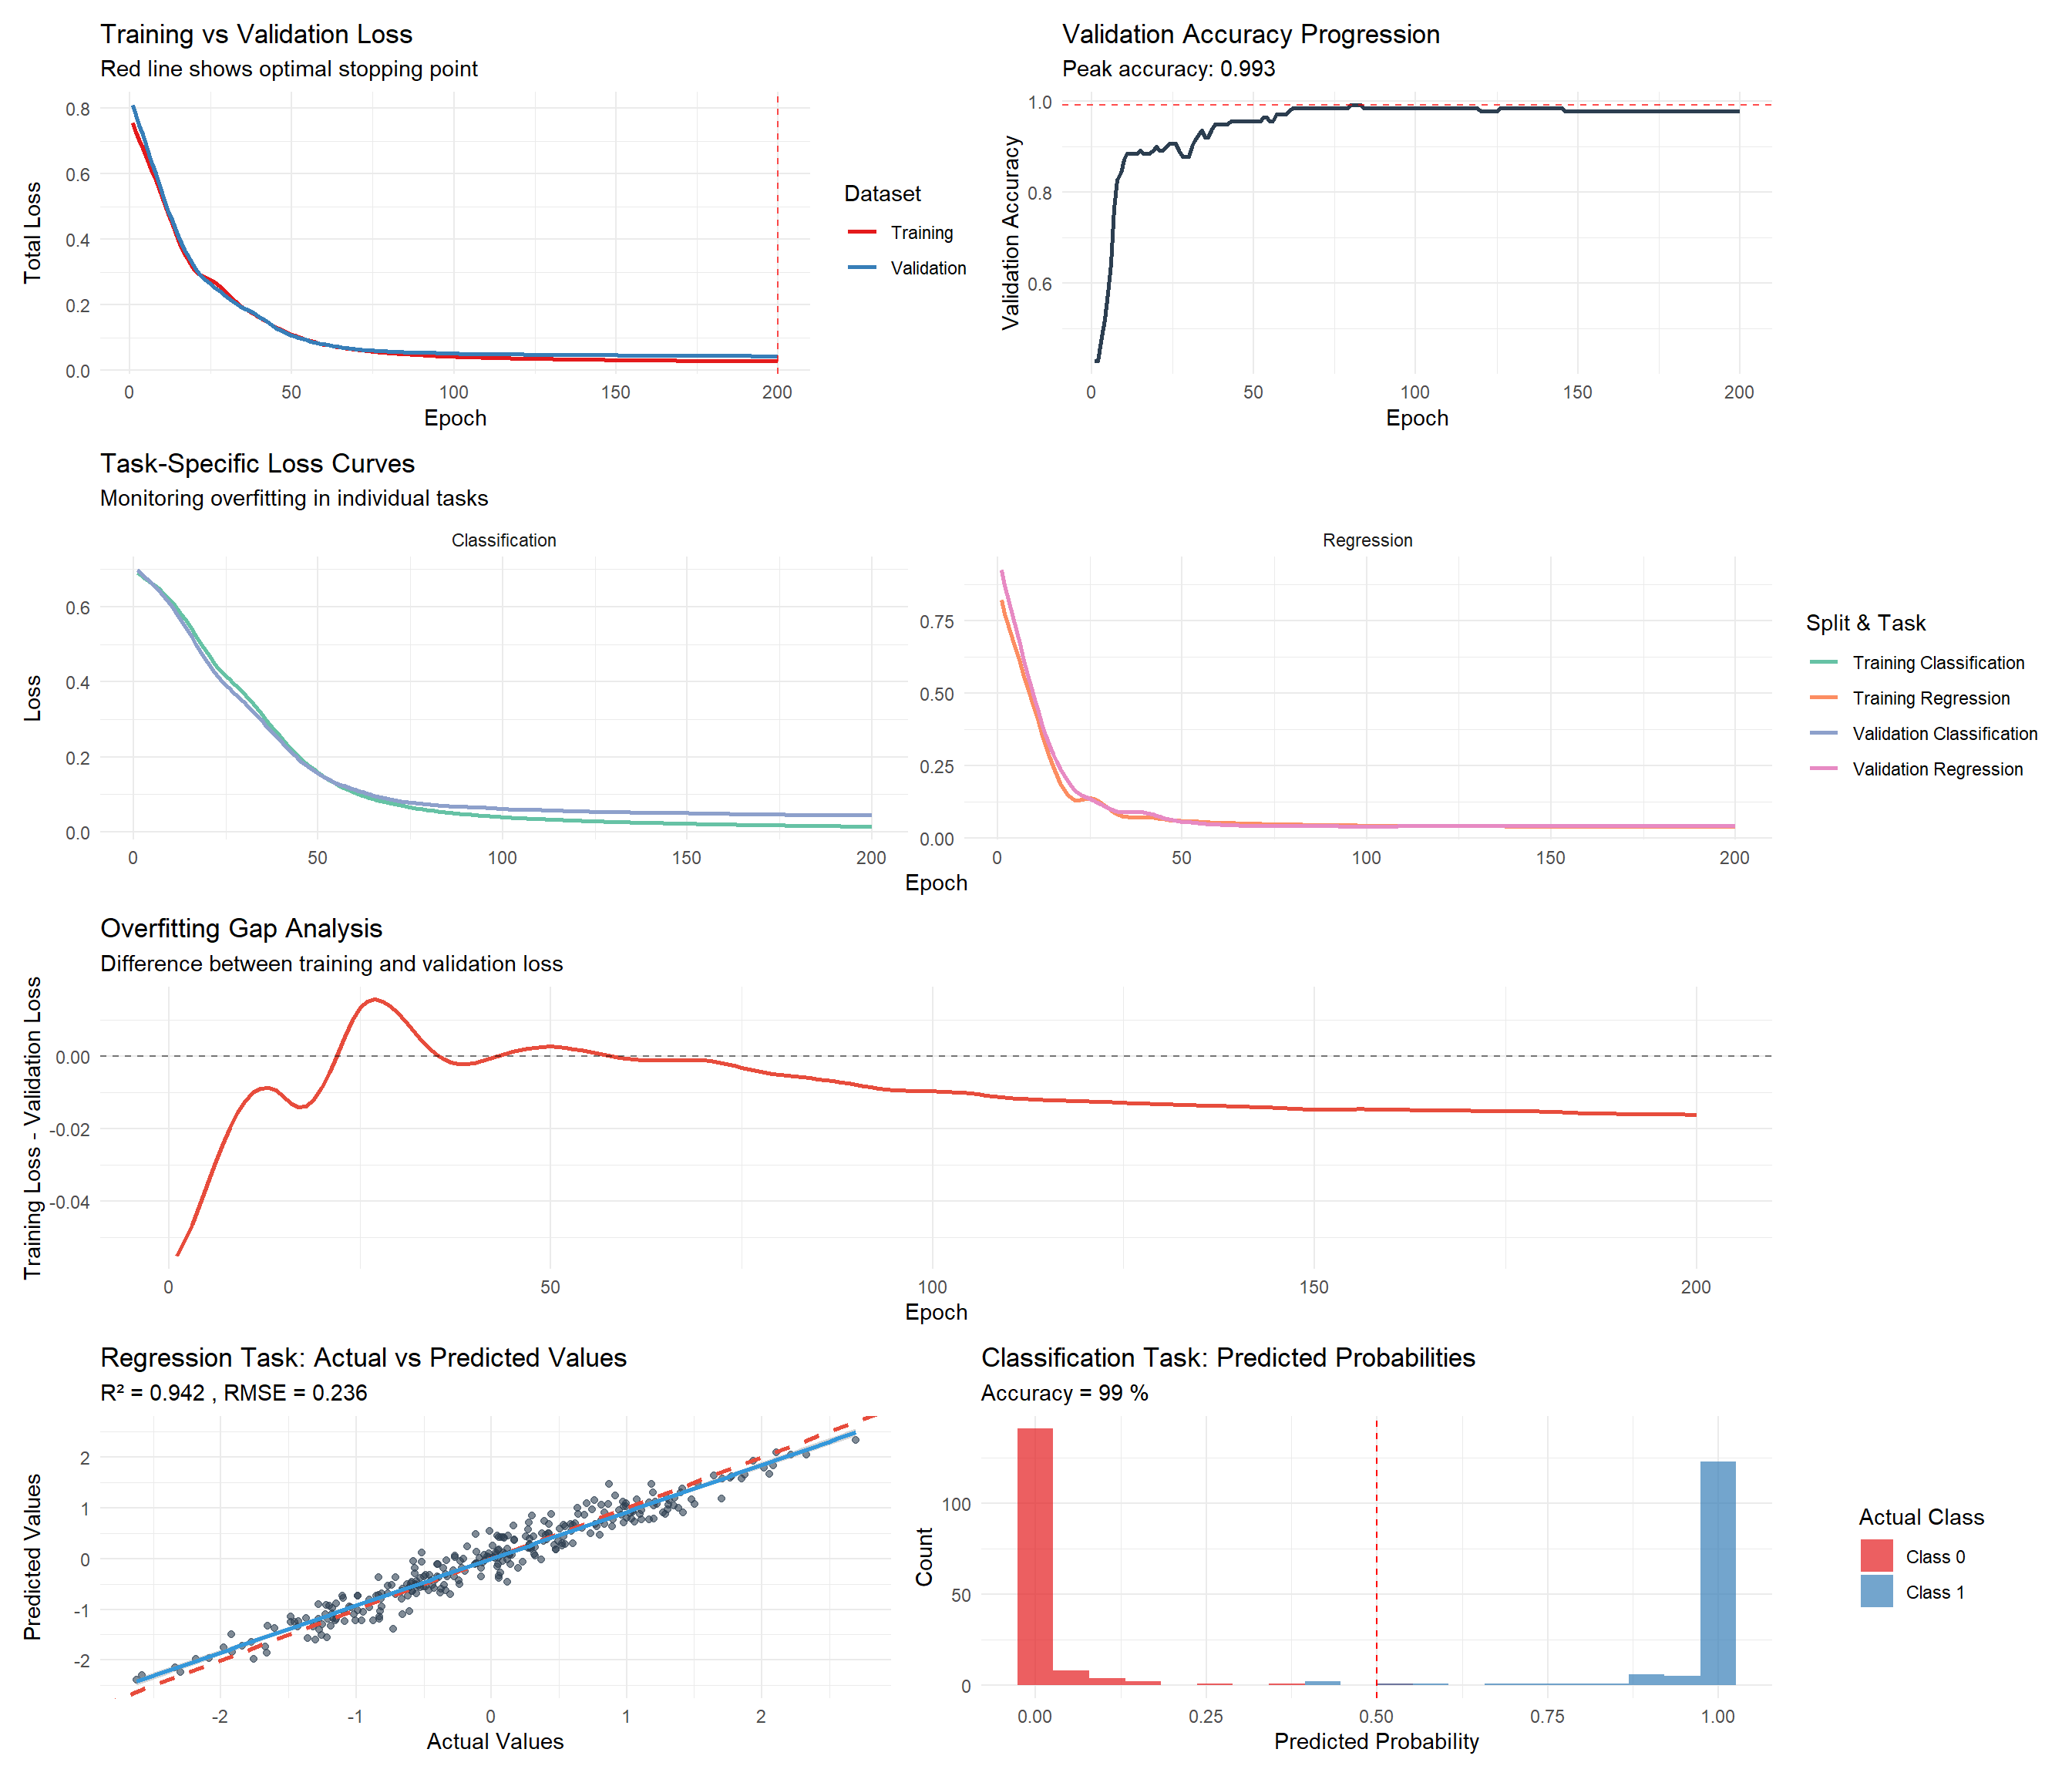 Training vs Validation Loss
Red line shows optimal stopping point
Total Loss
0.8
0.6
0.4
0.2
0.0
0
50
100
150
200
Epoch
Dataset
Training
Validation
Validation Accuracy Progression
Peak accuracy: 0.993
Validation Accuracy
1.0
0.8
0.6
0
50
100
150
200
Epoch
Task-Specific Loss Curves
Monitoring overfitting in individual tasks
Classification
Loss
0.6
0.4
0.2
0.0
0
50
100
150
200
Regression
0.75
0.50
0.25
0.00
0
50
100
150
200
Epoch
Split & Task
Training Classification
Training Regression
Validation Classification
Validation Regression
Overfitting Gap Analysis
Difference between training and validation loss
Training Loss - Validation Loss
0.00
-0.02
-0.04
0
50
100
150
200
Epoch
Regression Task: Actual vs Predicted Values
R² = 0.942 , RMSE = 0.236
Predicted Values
2
1
0
-1
-2
-2
-1
0
1
2
Actual Values
Classification Task: Predicted Probabilities
Accuracy = 99 %
Count
100
50
0
0.00
0.25
0.50
0.75
1.00
Predicted Probability
Actual Class
Class 0
Class 1